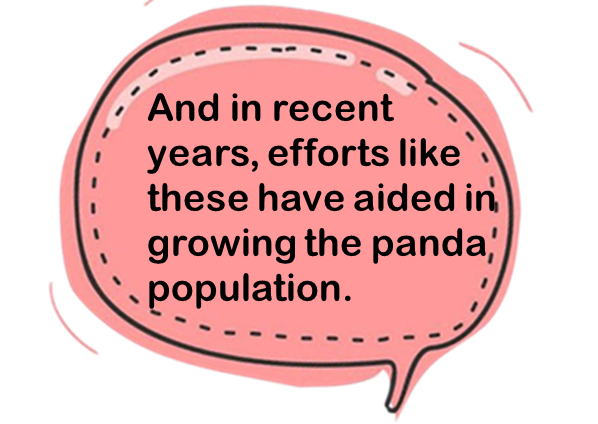 And in recent
years, efforts like
these have aided in
growing the panda
population.